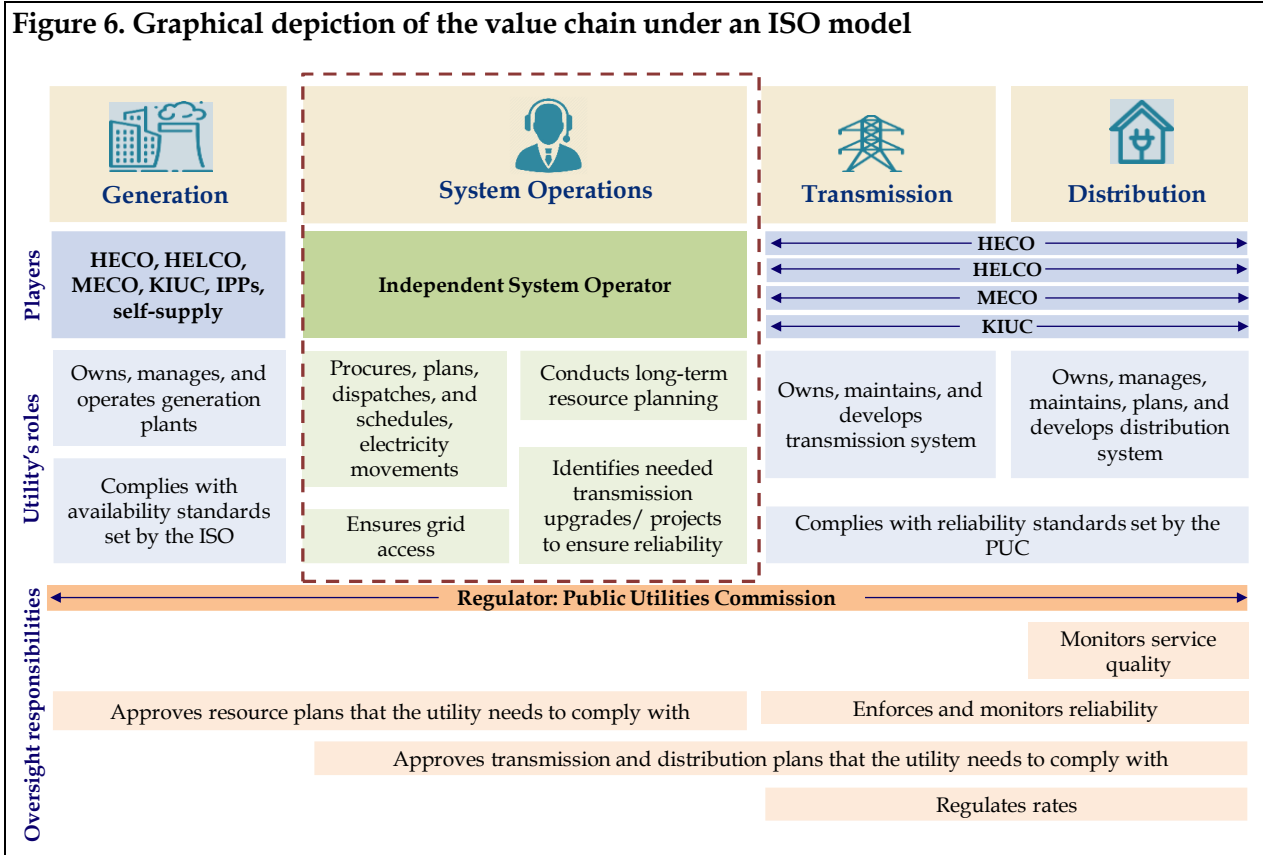 Figure 6. Graphical depiction of the value chain under an ISO model
Generation
System Operations
Transmission
Distribution
Players
HECO, HELCO,
MECO, KIUC, IPPs,
self-supply
Independent System Operator
HECO
HELCO
MECO
KIUC
Utility's roles
Owns, manages, and
operates generation
plants
Complies with
availability standards
set by the ISO
Procures, plans,
dispatches, and
schedules,
electricity
movements
Ensures grid
access
Conducts long-term
resource planning
Identifies needed
transmission
upgrades/ projects
to ensure reliability
Owns, maintains, and
develops
transmission system
Owns, manages,
maintains, plans, and
develops distribution
system
Complies with reliability standards set by the
PUC
Oversight responsibilities
Regulator: Public Utilities Commission
Monitors service
quality
Approves resource plans that the utility needs to comply with
Enforces and monitors reliability
Approves transmission and distribution plans that the utility needs to comply with
Regulates rates